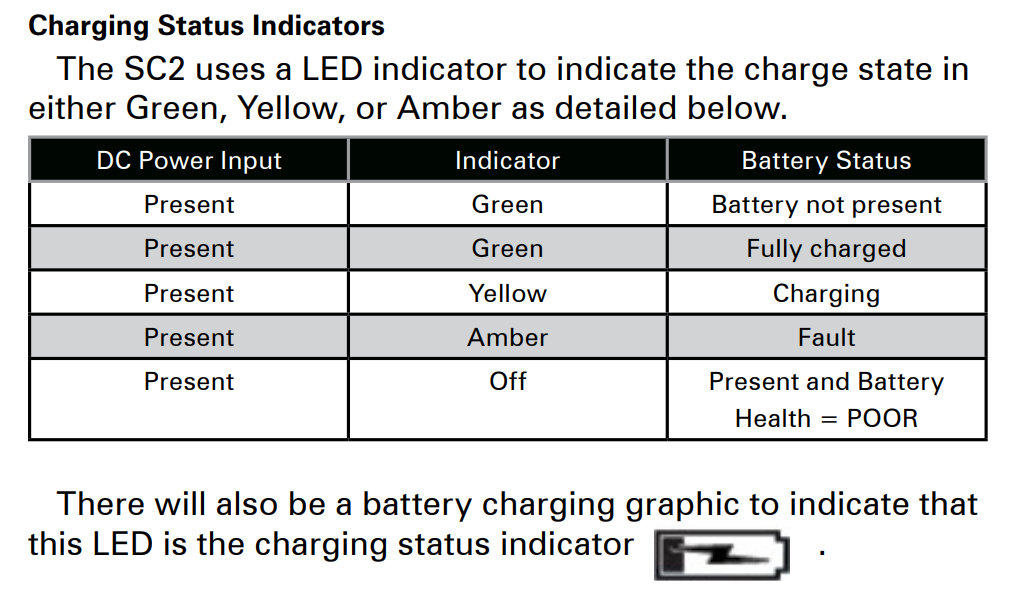 Charging Status Indicators
The SC2 uses a LED indicator to indicate the charge state in
either Green, Yellow, or Amber as detailed below.
DC Power Input Indicator Battery Status
Present Green Battery not present
Present Green Fully charged
Present Yellow Charging
Present Amber Fault
Present Off Present and Battery
Health = POOR
There will also be a battery charging graphic to indicate that
this LED is the charging status indicator .